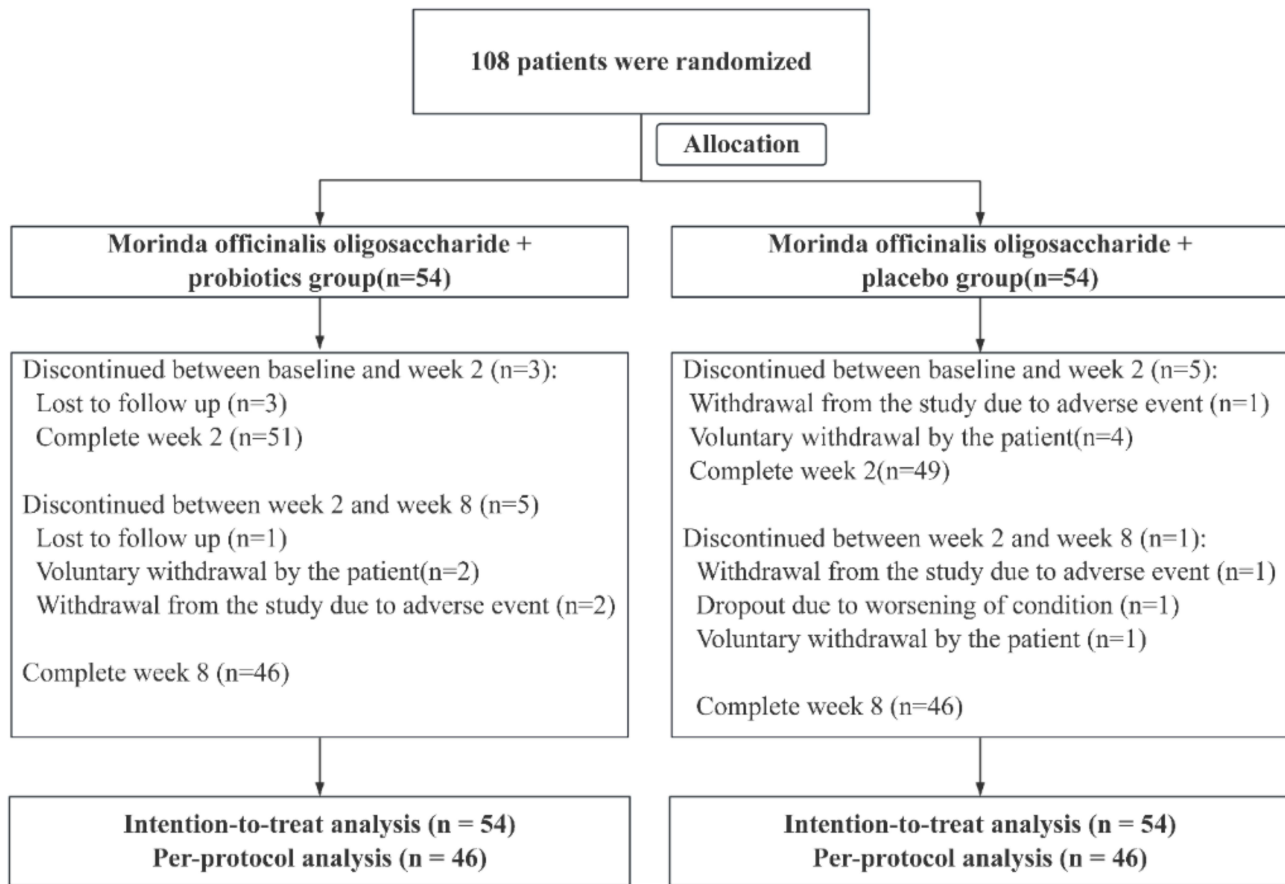 108 patients were randomized
Allocation
Morinda officinalis oligosaccharide +
probiotics group(n=54)
Discontinued between baseline and week 2 (n=3):
Lost to follow up (n=3)
Complete week 2 (n=51)
Discontinued between week 2 and week 8 (n=5)
Lost to follow up (n=1)
Voluntary withdrawal by the patient(n=2)
Withdrawal from the study due to adverse event (n=2)
Complete week 8 (n=46)
Intention-to-treat analysis (n = 54)
Per-protocol analysis (n = 46)
Morinda officinalis oligosaccharide +
placebo group(n=54)
Discontinued between baseline and week 2 (n=5):
Withdrawal from the study due to adverse event (n=1)
Voluntary withdrawal by the patient(n=4)
Complete week 2(n=49)
Discontinued between week 2 and week 8 (n=1):
Withdrawal from the study due to adverse event (n=1)
Dropout due to worsening of condition (n=1)
Voluntary withdrawal by the patient (n=1)
Complete week 8 (n=46)
Intention-to-treat analysis (n = 54)
Per-protocol analysis (n = 46)